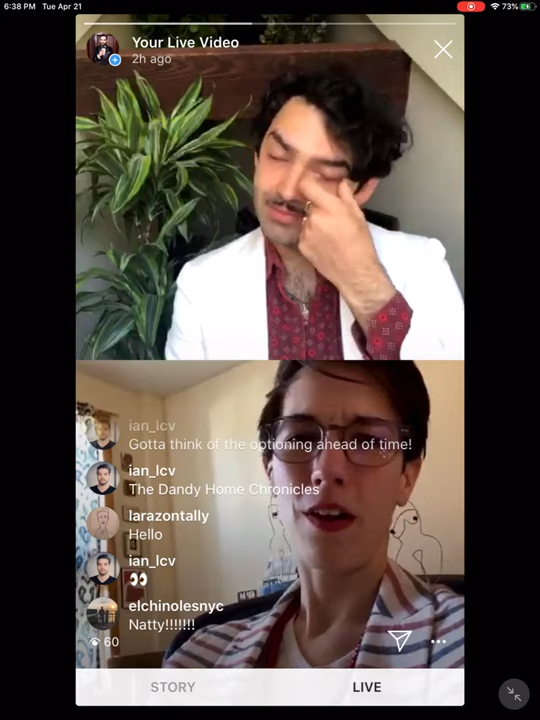 6:38 PM Tue Apr 21
73%
Your Live Video
2h ago
ian_lcv
Gotta think of the optioning ahead of time!
ian_lcv
The Dandy Home Chronicles
larazontally
Hello
ian_lcv
👀
elchinolesnyc
Natty!!!!!!!
60
STORY LIVE